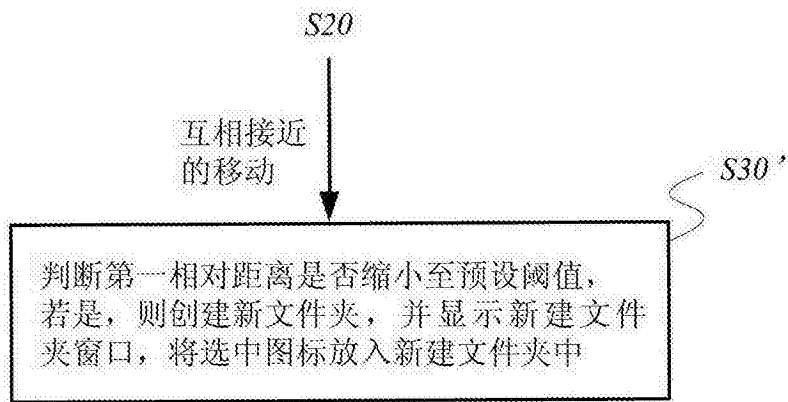 S20
互相接近
的移动
S30’
判断第一相对距离是否缩小至预设阈值，
若是，则创建新文件夹，并显示新建文件
夹窗口，将选中图标放入新建文件夹中